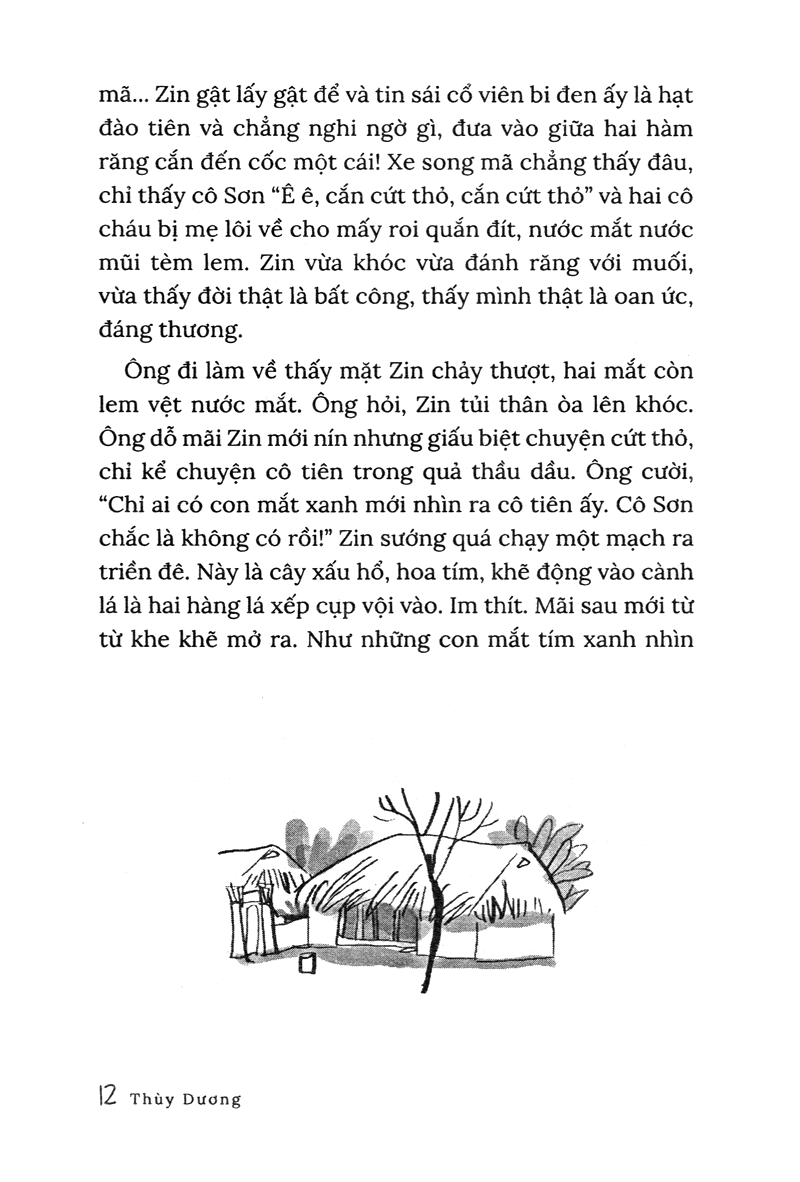 mã... Zin gật lấy gật để và tin sái cổ viên bi đen ấy là hạt
đào tiên và chẳng nghi ngờ gì, đưa vào giữa hai hàm
răng cắn đến cốc một cái! Xe song mã chẳng thấy đâu,
chỉ thấy cô Sơn “Ê ê, cắn cứt thỏ, cắn cứt thỏ” và hai cô
cháu bị mẹ lôi về cho mấy roi quắn đít, nước mắt nước
mũi tèm lem. Zin vừa khóc vừa đánh răng với muối,
vừa thấy đời thật là bất công, thấy mình thật là oan ức,
đáng thương.
Ông đi làm về thấy mặt Zin chảy thượt, hai mắt còn
lem vệt nước mắt. Ông hỏi, Zin tủi thân òa lên khóc.
Ông dỗ mãi Zin mới nín nhưng giấu biệt chuyện cứt thỏ,
chỉ kể chuyện cô tiên trong quả thầu dầu. Ông cười,
“Chỉ ai có con mắt xanh mới nhìn ra cô tiên ấy. Cô Sơn
chắc là không có rồi!” Zin sướng quá chạy một mạch ra
triền đê. Này là cây xấu hổ, hoa tím, khẽ động vào cành
lá là hai hàng lá xếp cụp vội vào. Im thít. Mãi sau mới từ
từ khe khẽ mở ra. Như những con mắt tím xanh nhìn
12 Thùy Dương